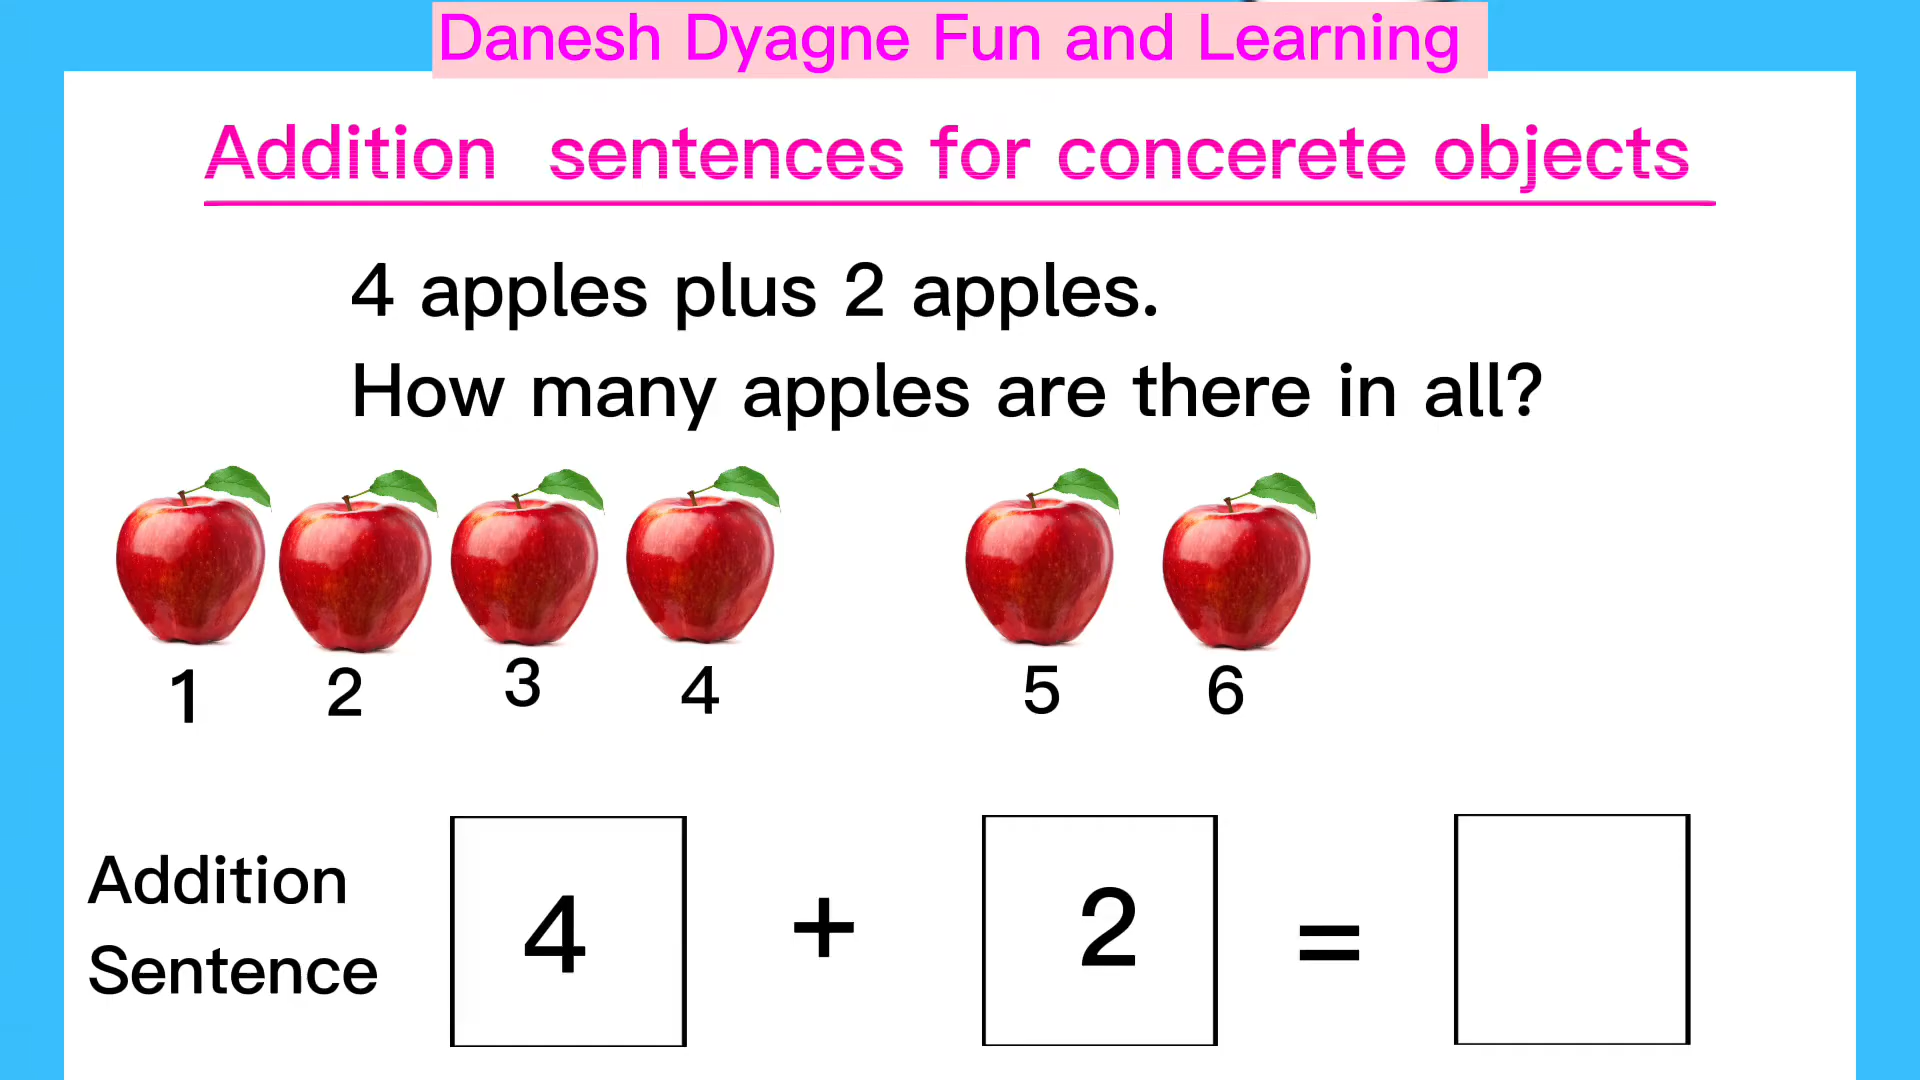 Danesh Dyagne Fun and Learning
Addition sentences for concerete objects
4 apples plus 2 apples.
How many apples are there in all?
1 2 3 4 5 6
Addition
Sentence
4 + 2 =